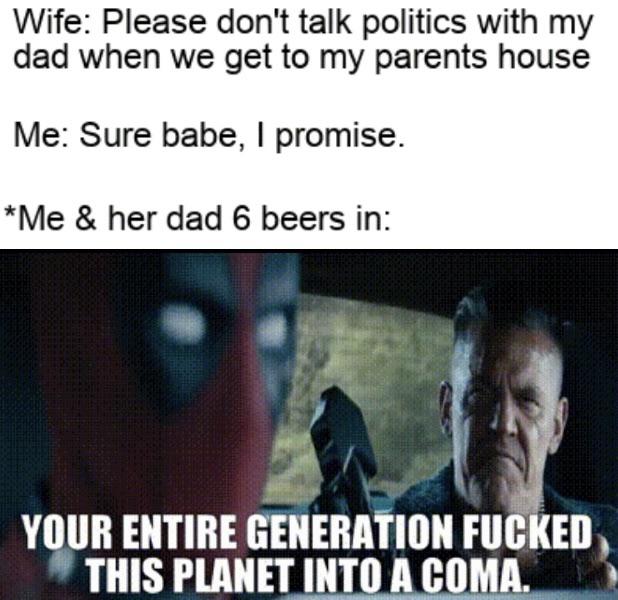 Wife: Please don't talk politics with my
dad when we get to my parents house
Me: Sure babe, I promise.
*Me & her dad 6 beers in:
YOUR ENTIRE GENERATION FUCKED
THIS PLANET INTO A COMA.